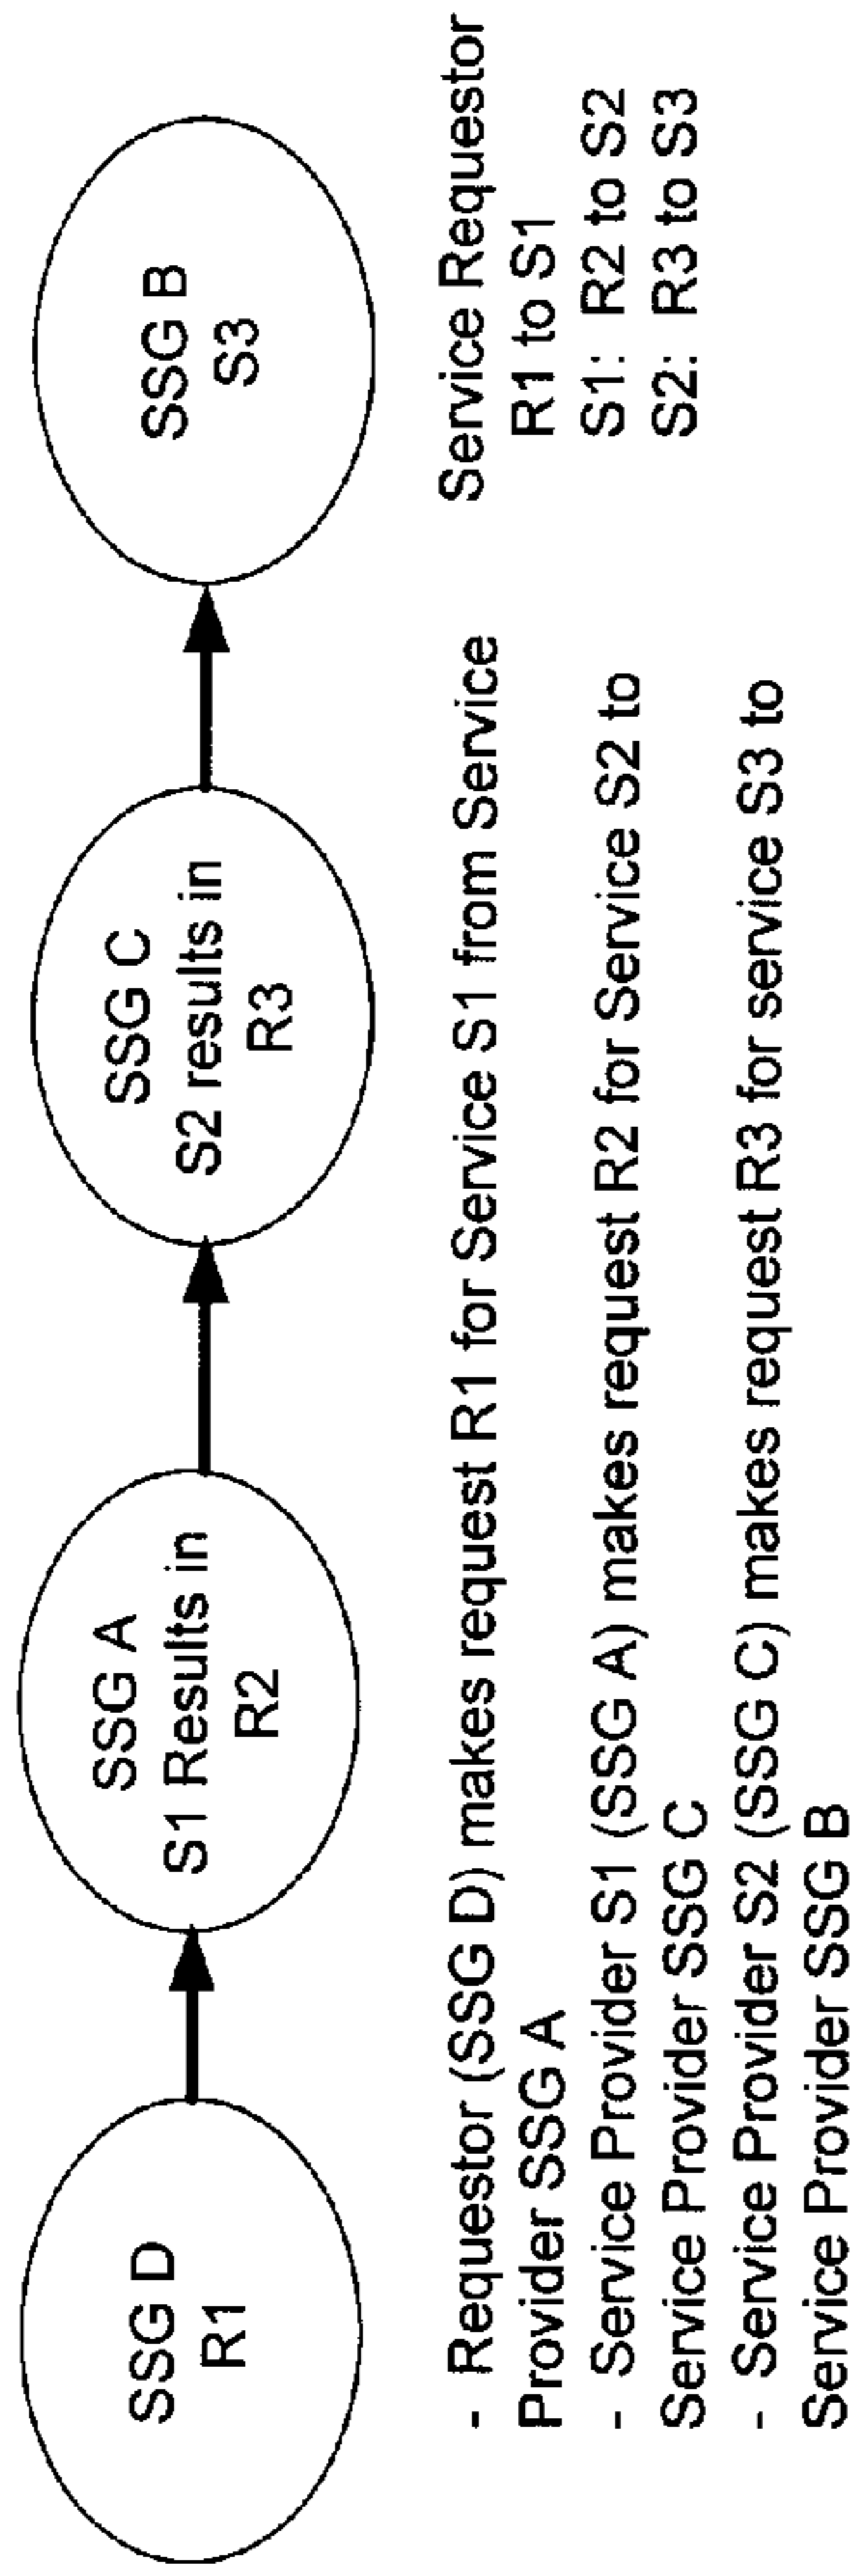 SSG D
R1
SSG A
S1 Results in
R2
SSG C
S2 results in
R3
SSG B
S3
- Requestor (SSG D) makes request R1 for Service S1 from Service
Provider SSG A
- Service Provider S1 (SSG A) makes request R2 for Service S2 to
Service Provider SSG C
- Service Provider S2 (SSG C) makes request R3 for service S3 to
Service Provider SSG B
Service Requestor
R1 to S1
S1: R2 to S2
S2: R3 to S3